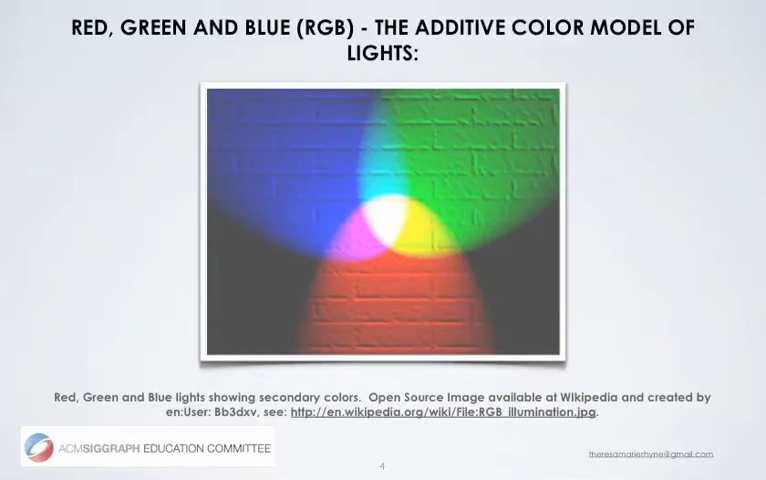 RED, GREEN AND BLUE (RGB) - THE ADDITIVE COLOR MODEL OF
LIGHTS:
Red, Green and Blue lights showing secondary colors. Open Source Image available at Wikipedia and created by
en:User: Bb3dxv, see: http://en.wikipedia.org/wiki/File:RGB_illumination.jpg.
ACMSIGGRAPH EDUCATION COMMITTEE
theresamarierhyne@gmail.com
4